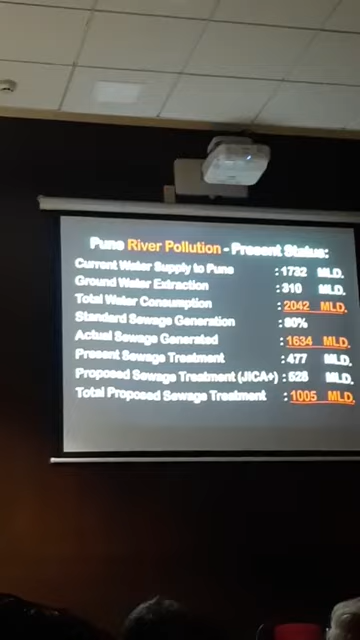 Pune River Pollution - Present Status:
Current Water Supply to Pune : 1732 MLD.
Ground Water Extraction : 310 MLD.
Total Water Consumption : 2042 MLD.
Standard Sewage Generation : 80%
Actual Sewage Generated : 1634 MLD.
Present Sewage Treatment : 477 MLD.
Proposed Sewage Treatment (JICA+) : 528 MLD.
Total Proposed Sewage Treatment : 1005 MLD.